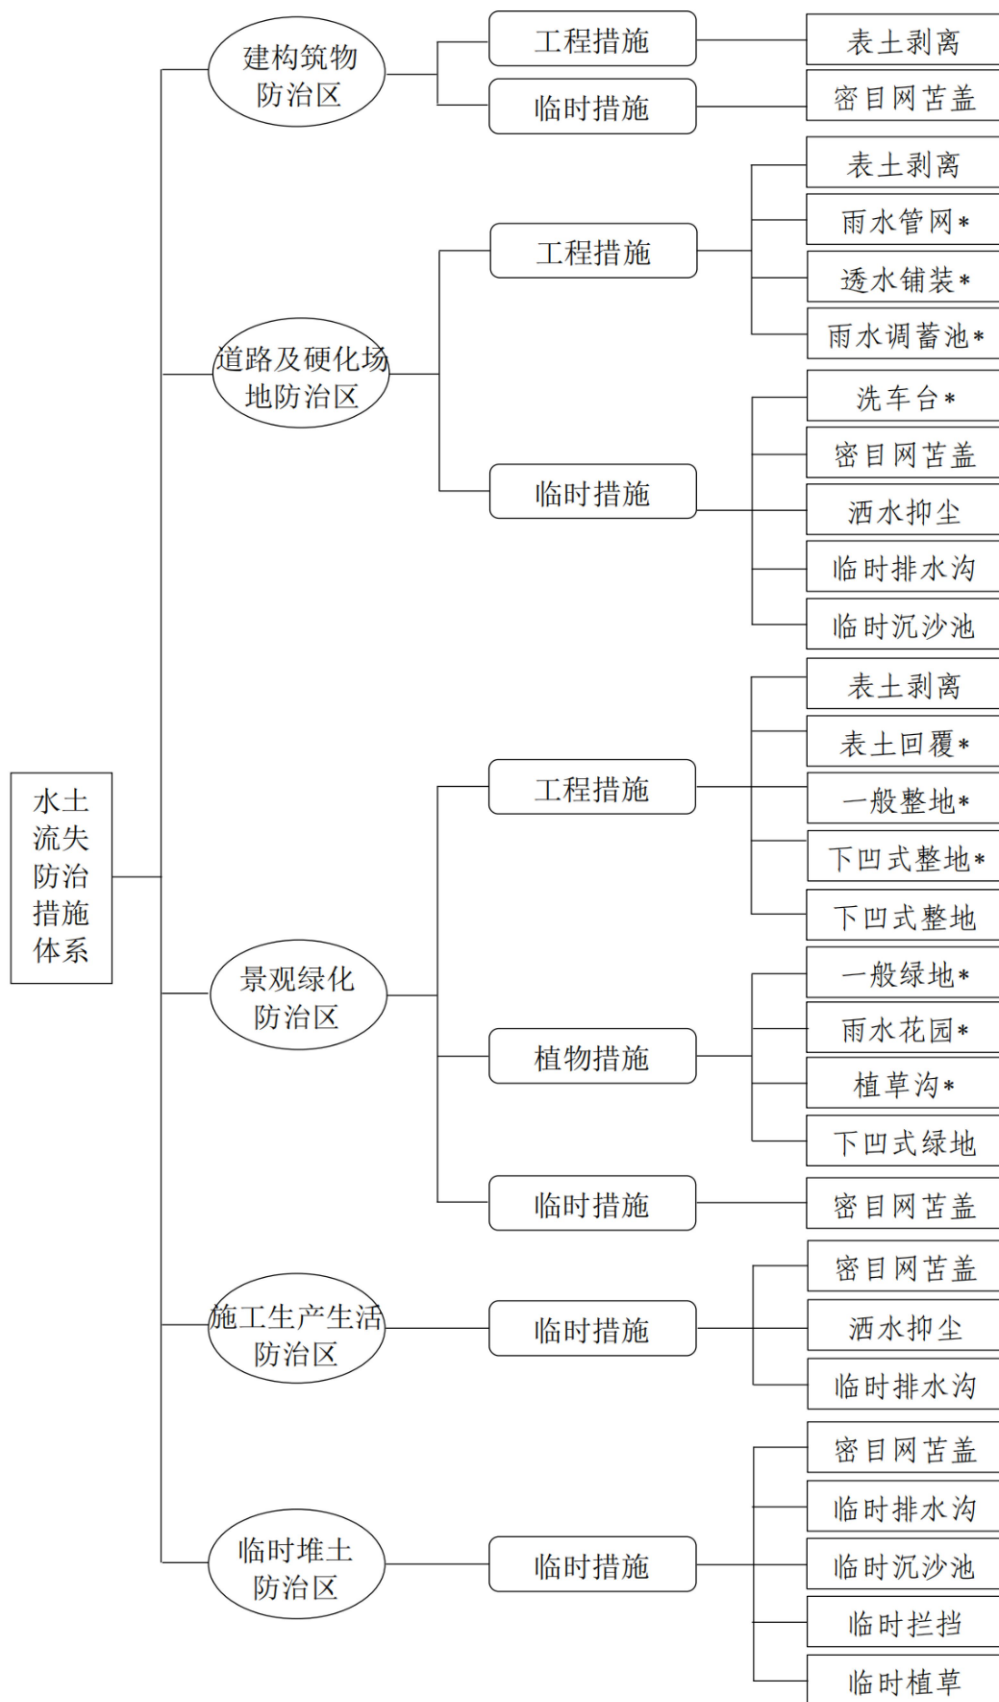 水土
流失
防治
措施
体系
建构筑物
防治区
工程措施
表土剥离
临时措施
密目网苫盖
道路及硬化场
地防治区
工程措施
表土剥离
雨水管网*
透水铺装*
雨水调蓄池*
临时措施
洗车台*
密目网苫盖
洒水抑尘
临时排水沟
临时沉沙池
景观绿化
防治区
工程措施
表土剥离
表土回覆*
一般整地*
下凹式整地*
下凹式整地
植物措施
一般绿地*
雨水花园*
植草沟*
下凹式绿地
临时措施
密目网苫盖
施工生产生活
防治区
临时措施
密目网苫盖
洒水抑尘
临时排水沟
临时堆土
防治区
临时措施
密目网苫盖
临时排水沟
临时沉沙池
临时拦挡
临时植草